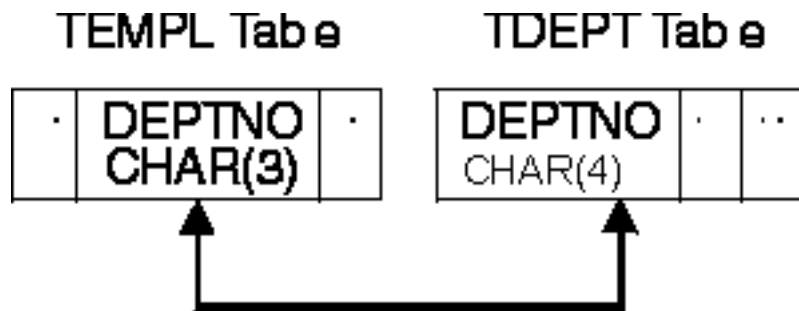 TEMPL Tab e
TDEPT Tab e
DEPTNO
CHAR(3)
DEPTNO
CHAR(4)